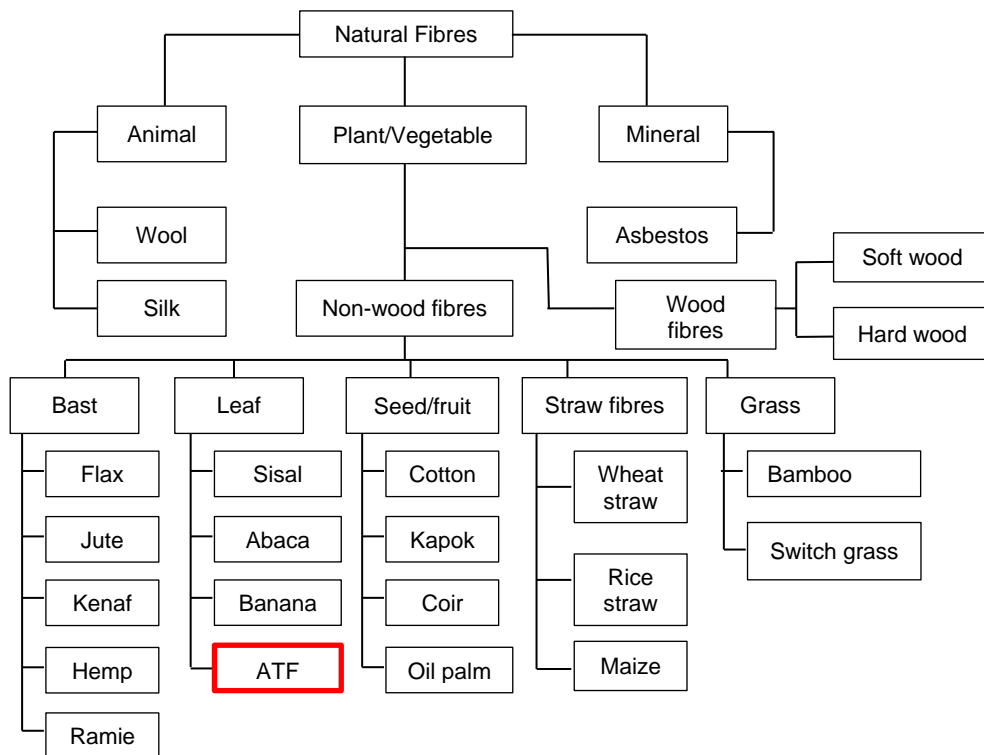 Natural Fibres
Animal
Plant/Vegetable
Mineral
Wool
Asbestos
Soft wood
Silk
Non-wood fibres
Wood
fibres
Hard wood
Bast
Leaf
Seed/fruit
Straw fibres
Grass
Flax
Sisal
Cotton
Wheat
straw
Bamboo
Jute
Abaca
Kapok
Switch grass
Kenaf
Banana
Coir
Rice
straw
Hemp
ATF
Oil palm
Maize
Ramie